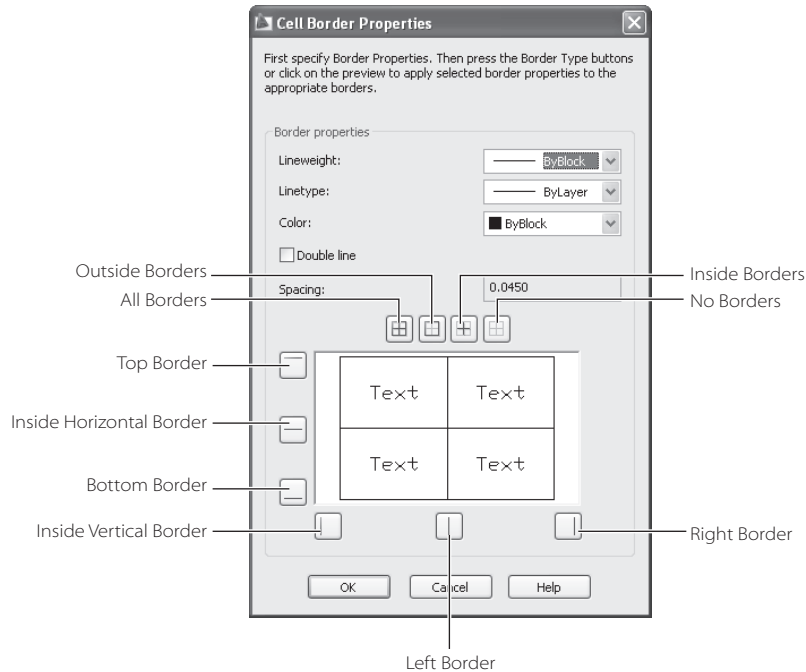 Cell Border Properties
First specify Border Properties. Then press the Border Type buttons
or click on the preview to apply selected border properties to the
appropriate borders.
Border properties
Lineweight:
ByBlock
Linetype:
ByLayer
Color:
ByBlock
Double line
Spacing:
0.0450
Outside Borders
All Borders
Inside Borders
No Borders
Top Border
Inside Horizontal Border
Bottom Border
Inside Vertical Border
Text Text
Text Text
Right Border
OK Cancel Help
Left Border